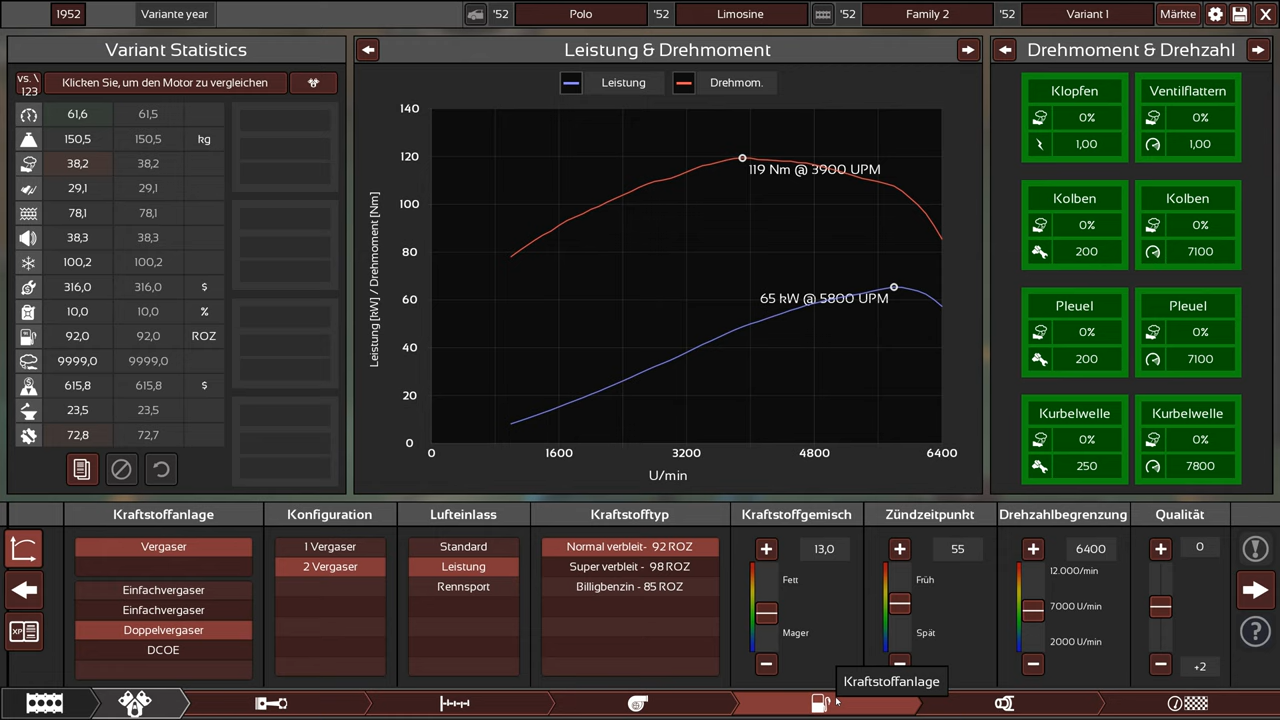 1952
Variante year
'52
Polo
'52
Limosine
'52
Family 2
'52
Variant 1
Märkte
Variant Statistics
vs. \ 123
Klicken Sie, um den Motor zu vergleichen
61,6 61,5
150,5 150,5 kg
38,2 38,2
29,1 29,1
78,1 78,1
38,3 38,3
100,2 100,2
316,0 316,0 $
10,0 10,0 %
92,0 92,0 ROZ
9999,0 9999,0
615,8 615,8 $
23,5 23,5
72,8 72,7
Leistung & Drehmoment
Leistung
Drehmom.
Leistung [kW] / Drehmoment [Nm]
140
120
100
80
60
40
20
0
119 Nm @ 3900 UPM
65 kW @ 5800 UPM
0 1600 3200 4800 6400
U/min
Drehmoment & Drehzahl
Klopfen
0%
1,00
Ventilflattern
0%
1,00
Kolben
0%
200
Kolben
0%
7100
Pleuel
0%
200
Pleuel
0%
7100
Kurbelwelle
0%
250
Kurbelwelle
0%
7800
Kraftstoffanlage
Vergaser
Einfachvergaser
Einfachvergaser
Doppelvergaser
DCOE
Konfiguration
1 Vergaser
2 Vergaser
Lufteinlass
Standard
Leistung
Rennsport
Kraftstofftyp
Normal verbleit- 92 ROZ
Super verbleit - 98 ROZ
Billigbenzin - 85 ROZ
Kraftstoffgemisch
+
13,0
Fett
Mager
Zündzeitpunkt
+
55
Früh
Spät
Drehzahlbegrenzung
+
6400
12.000/min
7000 U/min
2000 U/min
Qualität
+
0
+2
XP
?
Kraftstoffanlage